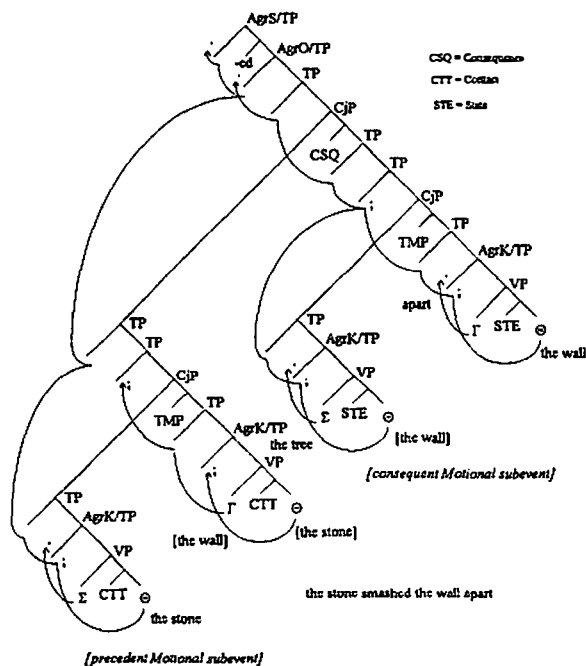 AgrS/TP
-ed
AgrO/TP
CSQ = Consequence
TP
CTT = Contact
CjP
STE = State
TP
CSQ
TP
CjP
TP
TMP
AgrK/TP
apart
VP
Γ STE Θ
the wall
TP
TP
CjP
TP
TMP
the tree
AgrK/TP
VP
Γ CTT Θ
[the wall]
[the stone]
TP
AgrK/TP
VP
Σ STE Θ
[the wall]
[consequent Motional subevent]
TP
AgrK/TP
VP
Σ CTT Θ
the stone
the stone smashed the wall apart
[precedent Motional subevent]